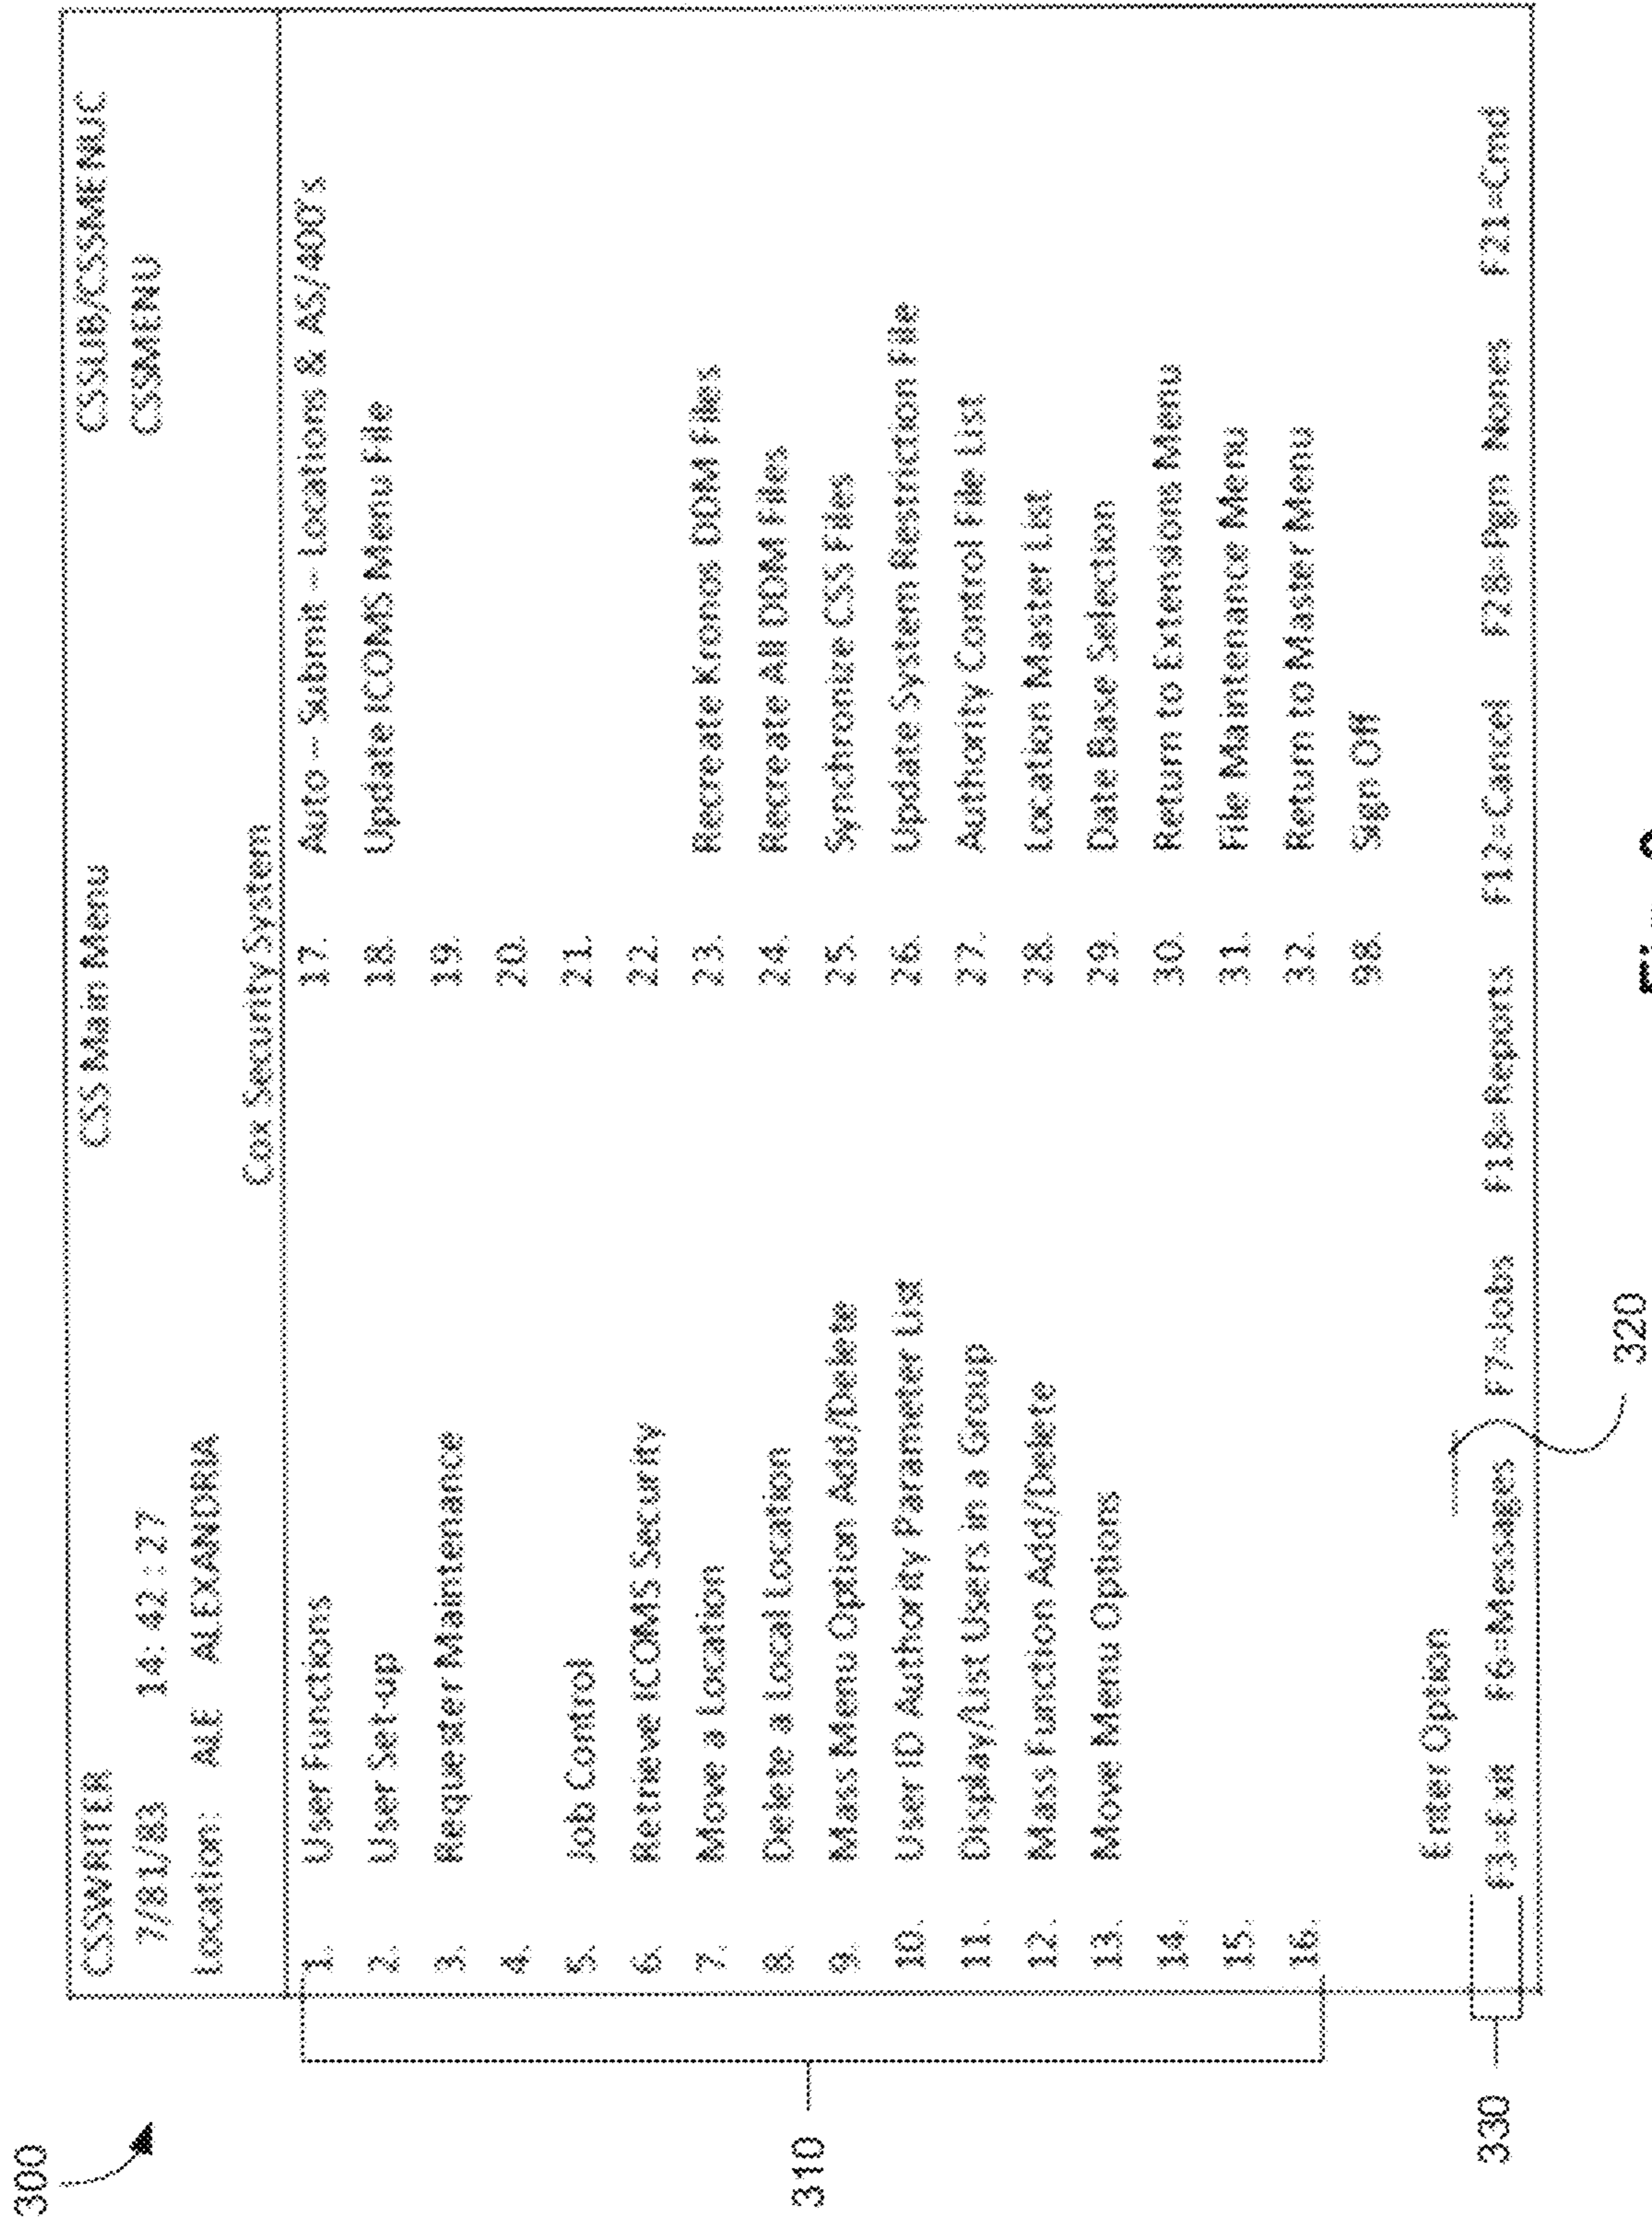 300
CSSWRITER CSS Main Menu CSSLIB/CSSMENUC
7/81/83 14:42:27 CSSMENU
Location: ALE ALEXANDRIA
Cox Security System
1. User Functions 17. Auto -- Submit -- Locations & AS/400's
2. User Set-up 18. Update ICOMS Menu File
3. Requester Maintenance 19.
4. 20.
5. Job Control 21.
6. Retrieve ICOMS Security 22.
7. Move a Location 23. Recreate Kronos DDM Files
8. Delete a Local Location 24. Recreate All DDM Files
9. Mass Menu Option Add/Delete 25. Synchronize CSS Files
10. User ID Authority Parameter List 26. Update System Restriction File
11. Display/List Users in a Group 27. Authority Control File List
12. Mass Function Add/Delete 28. Location Master List
13. Move Menu Options 29. Date Base Selection
14. 30. Return to Extensions Menu
15. 31. File Maintenance Menu
16. 32. Return to Master Menu
98. Sign Off
310
Enter Option
F3=Exit F6=Messages F7=Jobs F18=Reports F12=Cancel F28=Pgm Nones F21=Cmd
330
320